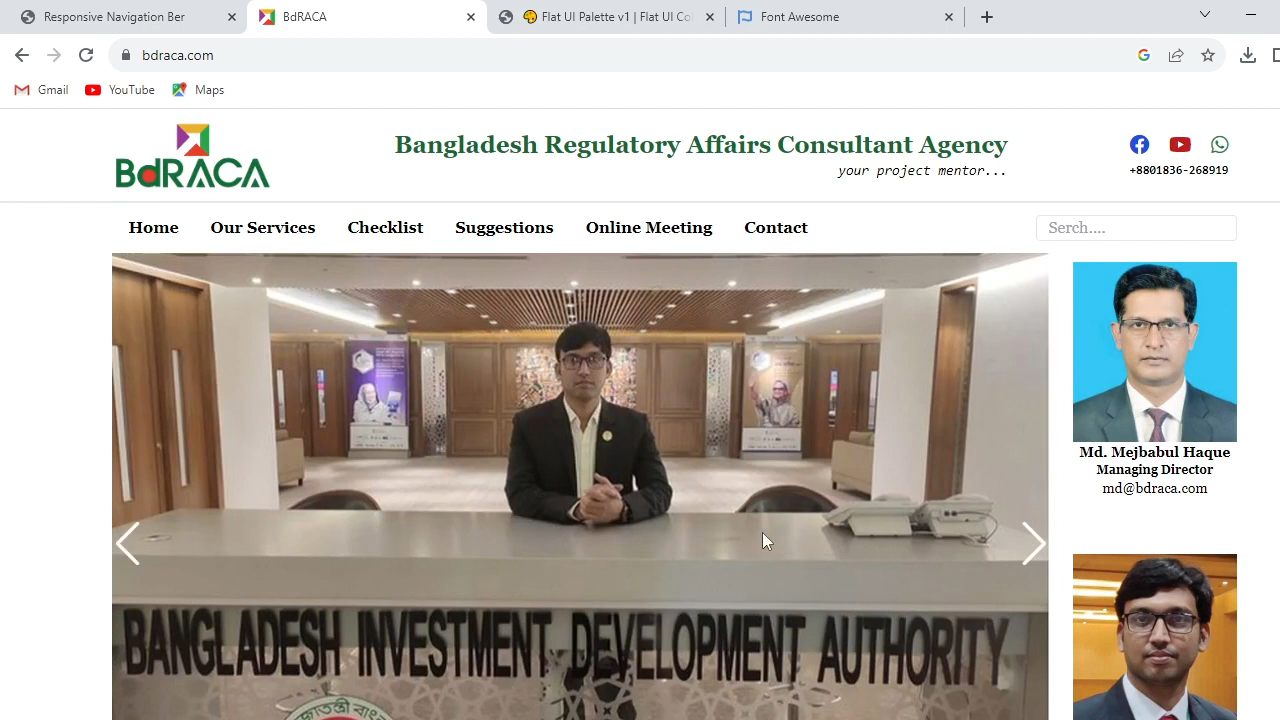 Responsive Navigation Ber
BdRACA
Flat UI Palette v1 | Flat UI Co
Font Awesome
bdraca.com
Gmail
YouTube
Maps
BdRACA
Bangladesh Regulatory Affairs Consultant Agency
your project mentor...
+8801836-268919
Home
Our Services
Checklist
Suggestions
Online Meeting
Contact
Serch....
Md. Mejbabul Haque
Managing Director
md@bdraca.com
BANGLADESH INVESTMENT DEVELOPMENT AUTHORITY